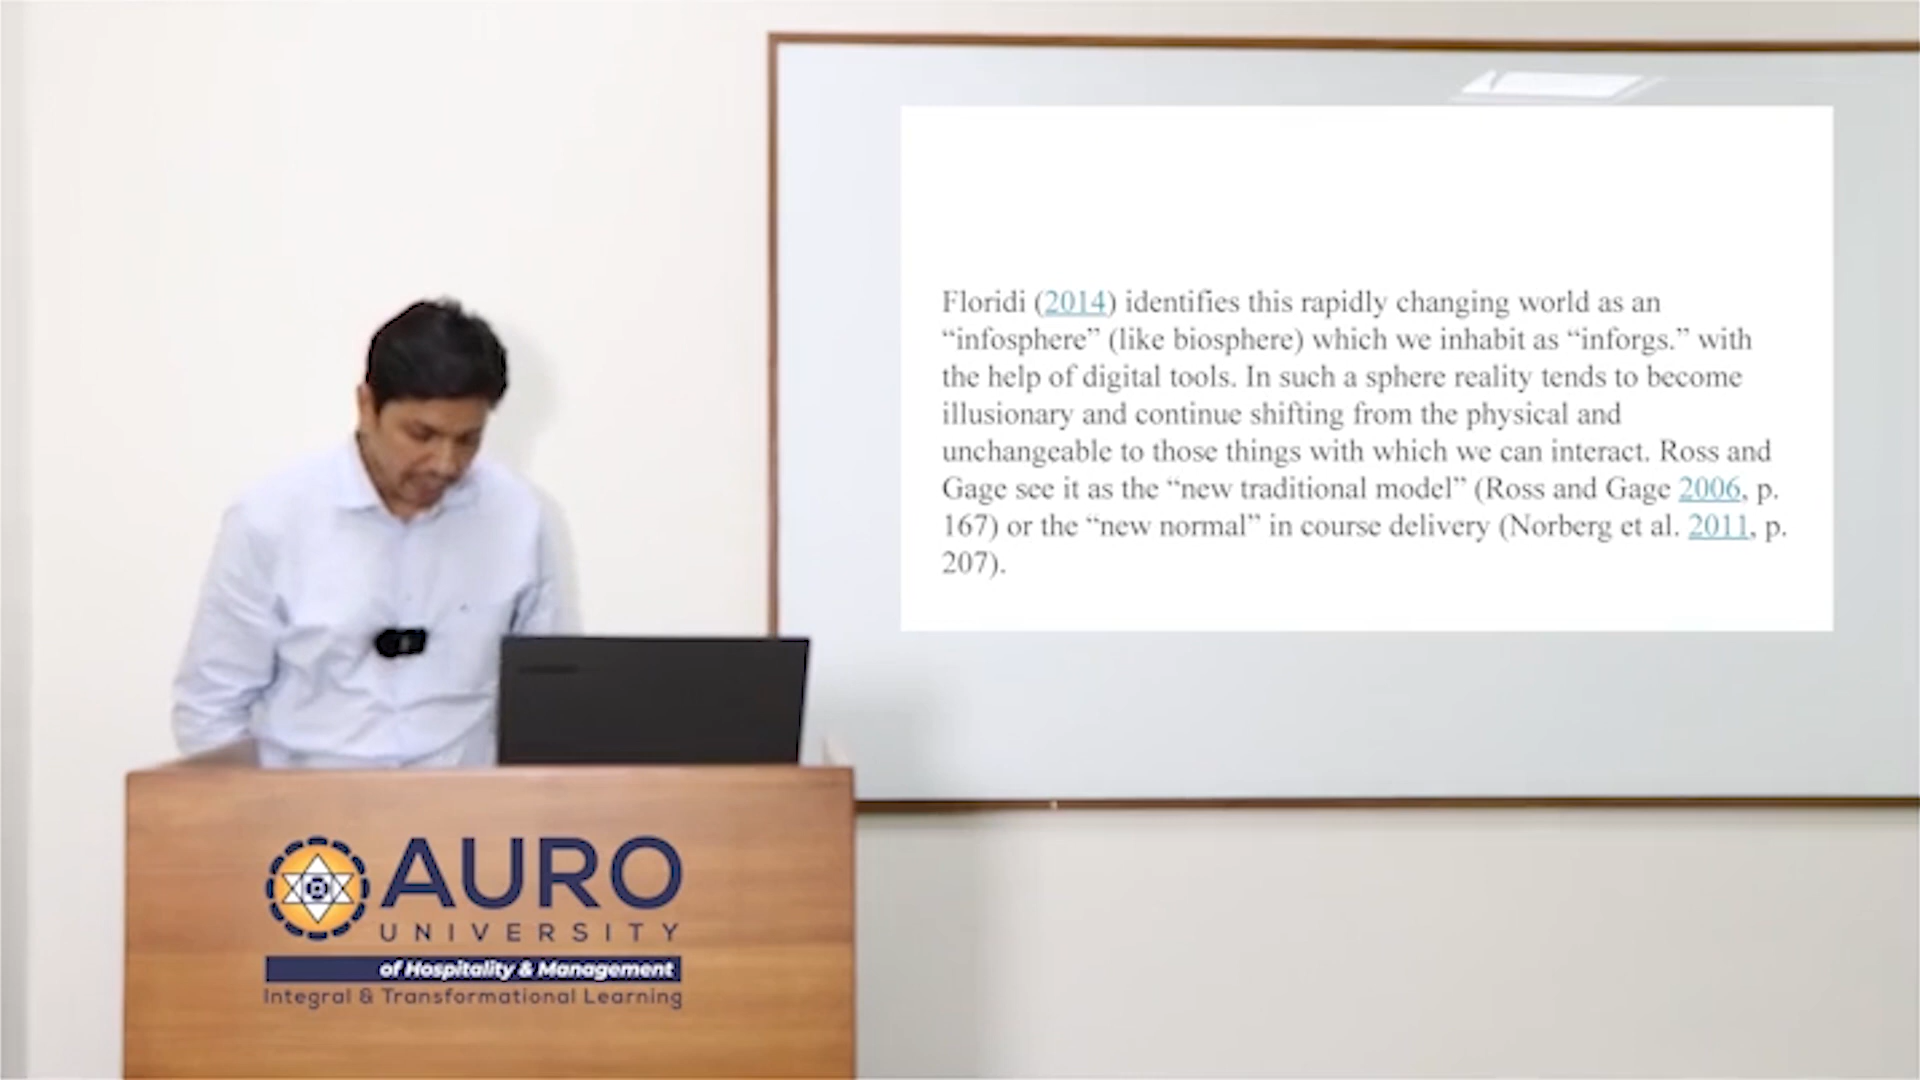 Floridi (2014) identifies this rapidly changing world as an
“infosphere” (like biosphere) which we inhabit as “inforgs.” with
the help of digital tools. In such a sphere reality tends to become
illusionary and continue shifting from the physical and
unchangeable to those things with which we can interact. Ross and
Gage see it as the “new traditional model” (Ross and Gage 2006, p.
167) or the “new normal” in course delivery (Norberg et al. 2011, p.
207).
AURO
UNIVERSITY
of Hospitality & Management
Integral & Transformational Learning